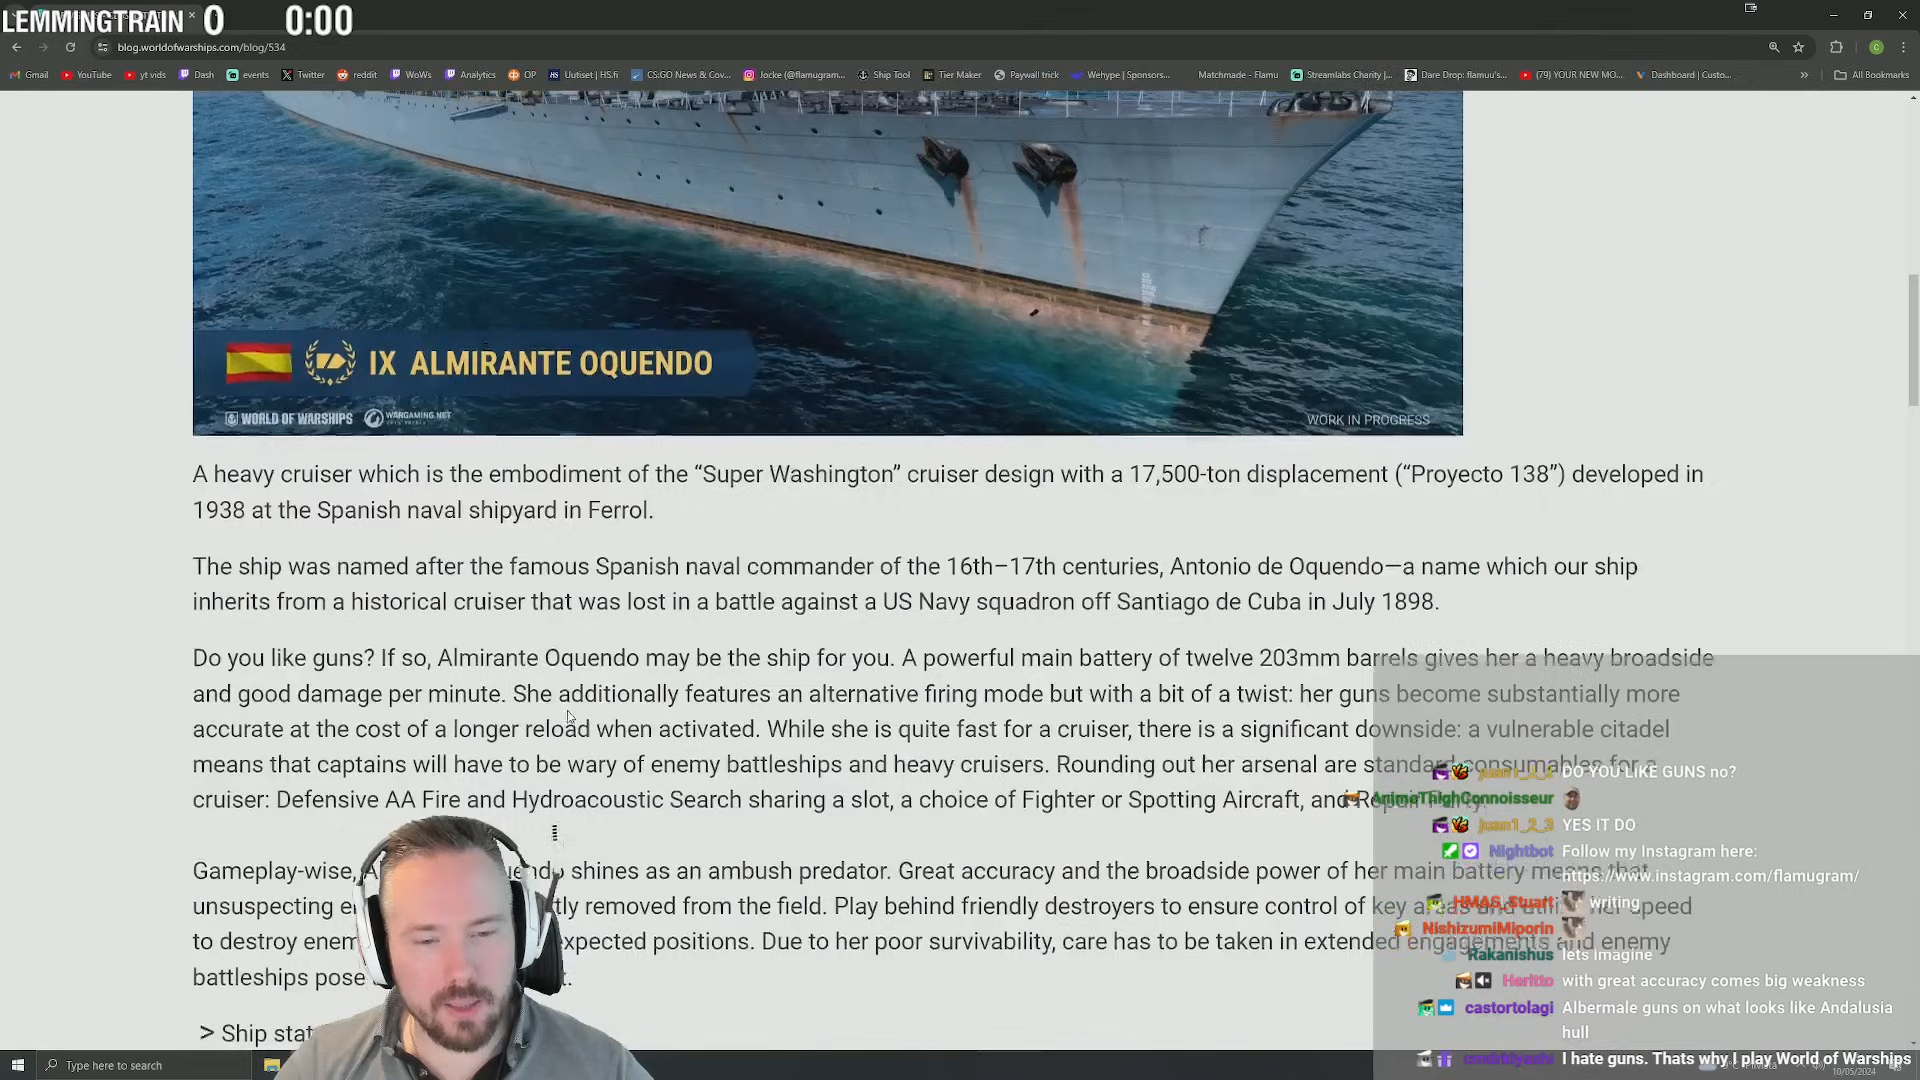 LEMMINGTRAIN 0 0:00
blog.worldofwarships.com/blog/534
Gmail YouTube yt vids Dash events Twitter reddit WoWs Analytics OP Uutiset | HS.fi CS:GO News & Cov... Jocke (@flamugram... Ship Tool Tier Maker Paywall trick Wehype | Sponsors... Matchmade - Flamu Streamlabs Charity |... Dare Drop: flamuu's... (79) YOUR NEW MO... Dashboard | Custo... All Bookmarks
IX ALMIRANTE OQUENDO
WORLD OF WARSHIPS WARGAMING.NET
WORK IN PROGRESS
A heavy cruiser which is the embodiment of the “Super Washington” cruiser design with a 17,500-ton displacement (“Proyecto 138”) developed in
1938 at the Spanish naval shipyard in Ferrol.
The ship was named after the famous Spanish naval commander of the 16th–17th centuries, Antonio de Oquendo—a name which our ship
inherits from a historical cruiser that was lost in a battle against a US Navy squadron off Santiago de Cuba in July 1898.
Do you like guns? If so, Almirante Oquendo may be the ship for you. A powerful main battery of twelve 203mm barrels gives her a heavy broadside
and good damage per minute. She additionally features an alternative firing mode but with a bit of a twist: her guns become substantially more
accurate at the cost of a longer reload when activated. While she is quite fast for a cruiser, there is a significant downside: a vulnerable citadel
means that captains will have to be wary of enemy battleships and heavy cruisers. Rounding out her arsenal are standard consumables for a
cruiser: Defensive AA Fire and Hydroacoustic Search sharing a slot, a choice of Fighter or Spotting Aircraft, and Repair Party.
Gameplay-wise, shines as an ambush predator. Great accuracy and the broadside power of her main battery means that
unsuspecting removed from the field. Play behind friendly destroyers to ensure control of key areas and her speed
to destroy positions. Due to her poor survivability, care has to be taken in extended engagements and enemy
battleships pose
> Ship
juan1_2_3 DO YOU LIKE GUNS no?
AnimeThighConnoisseur
juan1_2_3 YES IT DO
Nightbot Follow my Instagram here:
https://www.instagram.com/flamugram/
HMAS_Stuart writing
NishizumiMiporin
Rakanishus lets Imagine
Heritto with great accuracy comes big weakness
castortolagi Albermale guns on what looks like Andalusia
hull
I hate guns. Thats why I play World of Warships
Type here to search
10/05/2024